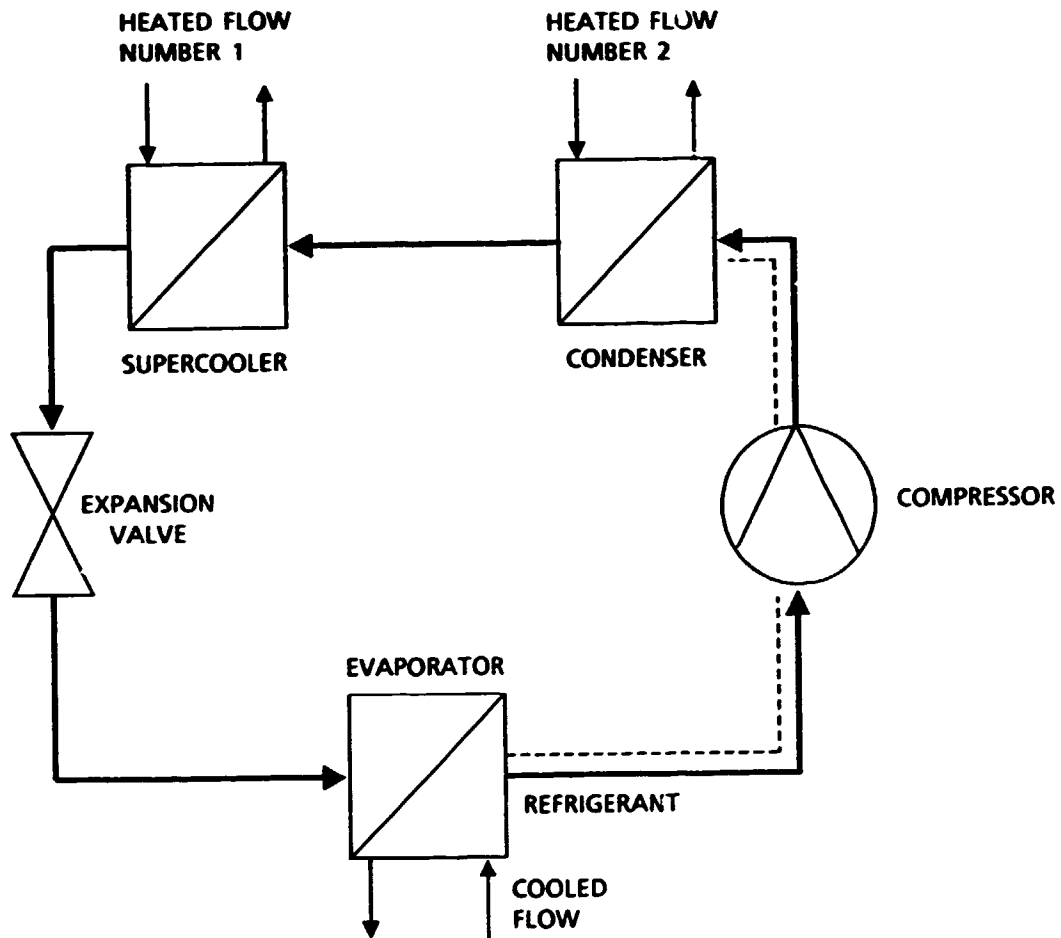 HEATED FLOW
NUMBER 1
HEATED FLOW
NUMBER 2
SUPERCOOLER
CONDENSER
EXPANSION
VALVE
COMPRESSOR
EVAPORATOR
REFRIGERANT
COOLED
FLOW